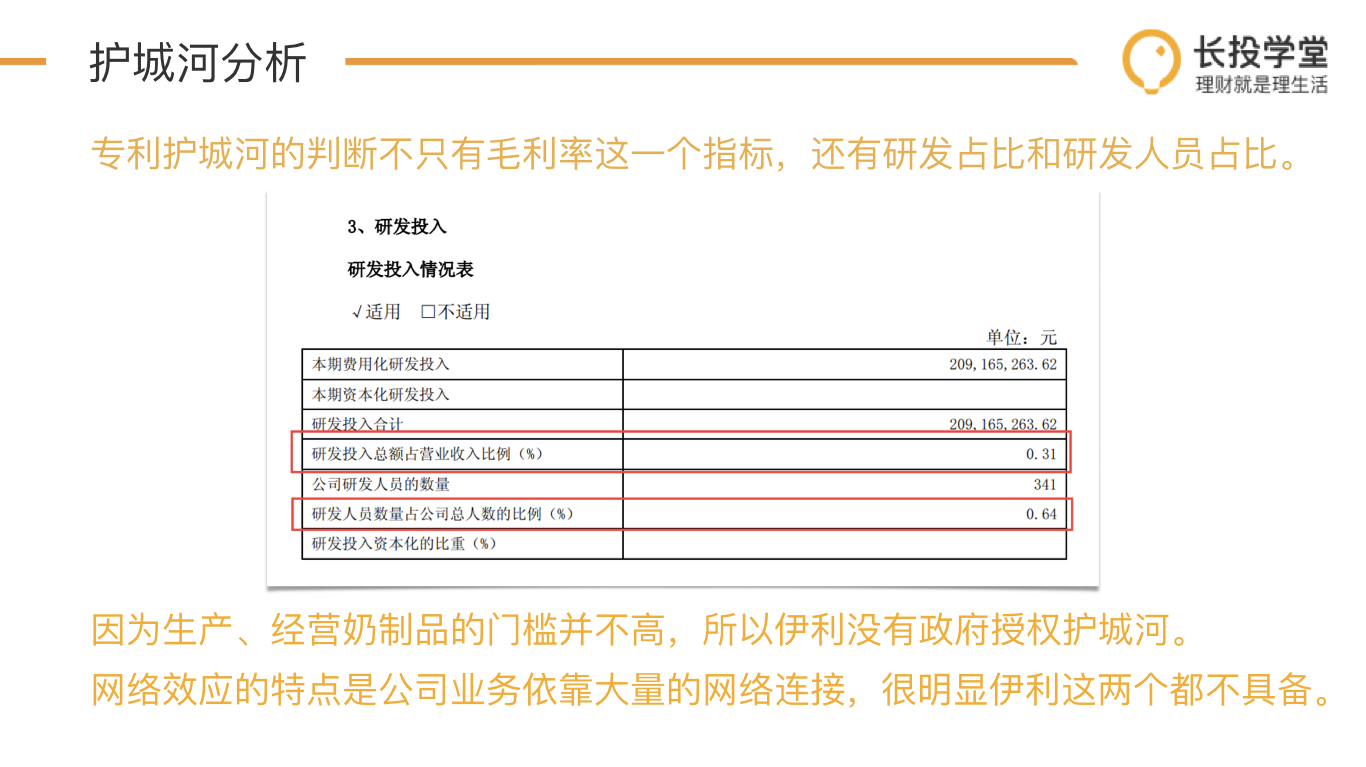 护城河分析
长投学堂
理财就是理生活
专利护城河的判断不只有毛利率这一个指标，还有研发占比和研发人员占比。
3、研发投入
研发投入情况表
√适用 □不适用
单位：元
本期费用化研发投入 209,165,263.62
本期资本化研发投入
研发投入合计 209,165,263.62
研发投入总额占营业收入比例（%） 0.31
公司研发人员的数量 341
研发人员数量占公司总人数的比例（%） 0.64
研发投入资本化的比重（%）
因为生产、经营奶制品的门槛并不高，所以伊利没有政府授权护城河。
网络效应的特点是公司业务依靠大量的网络连接，很明显伊利这两个都不具备。